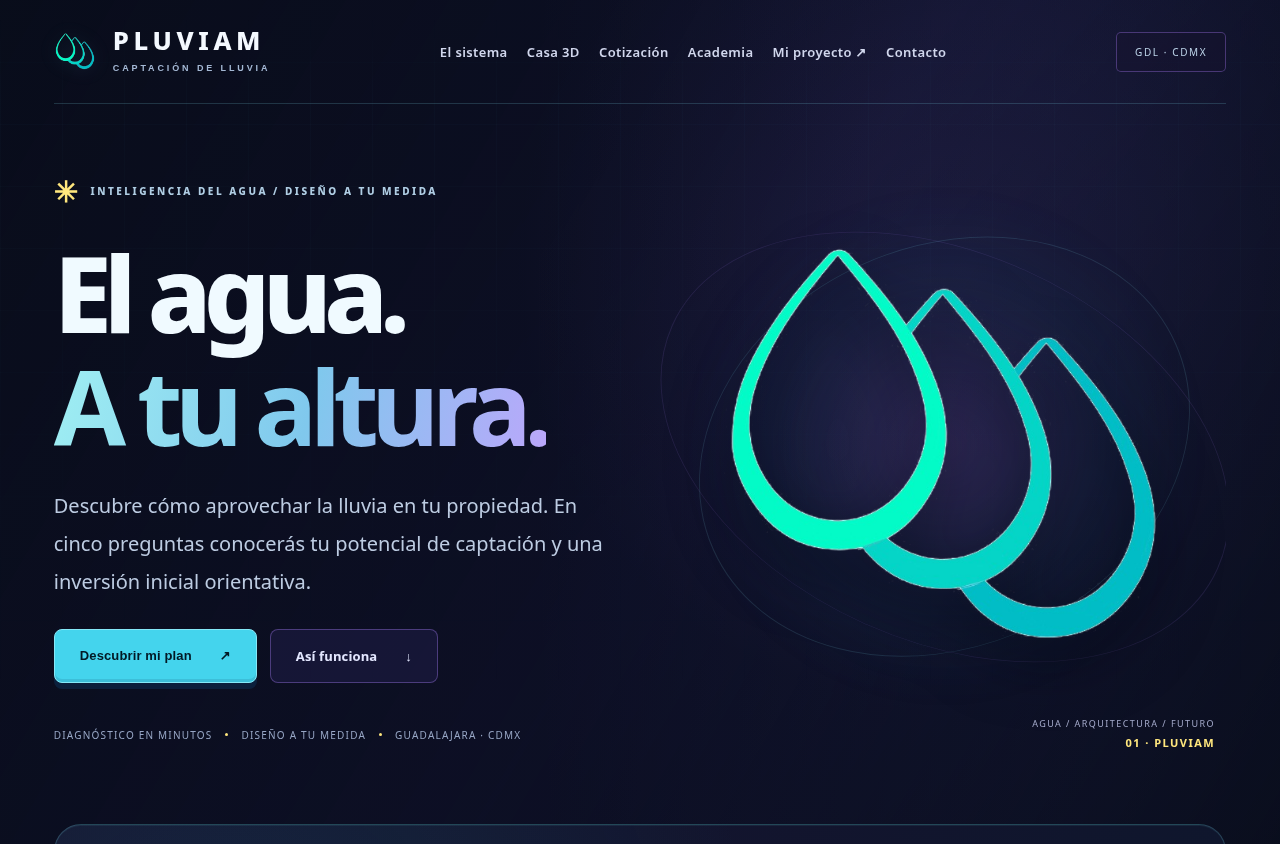 PLUVIAM
CAPTACIÓN DE LLUVIA
El sistema Casa 3D Cotización Academia Mi proyecto ↗ Contacto
GDL · CDMX
INTELIGENCIA DEL AGUA / DISEÑO A TU MEDIDA
El agua.
A tu altura.
Descubre cómo aprovechar la lluvia en tu propiedad. En
cinco preguntas conocerás tu potencial de captación y una
inversión inicial orientativa.
Descubrir mi plan ↗
Así funciona ↓
DIAGNÓSTICO EN MINUTOS • DISEÑO A TU MEDIDA • GUADALAJARA · CDMX
AGUA / ARQUITECTURA / FUTURO
01 · PLUVIAM